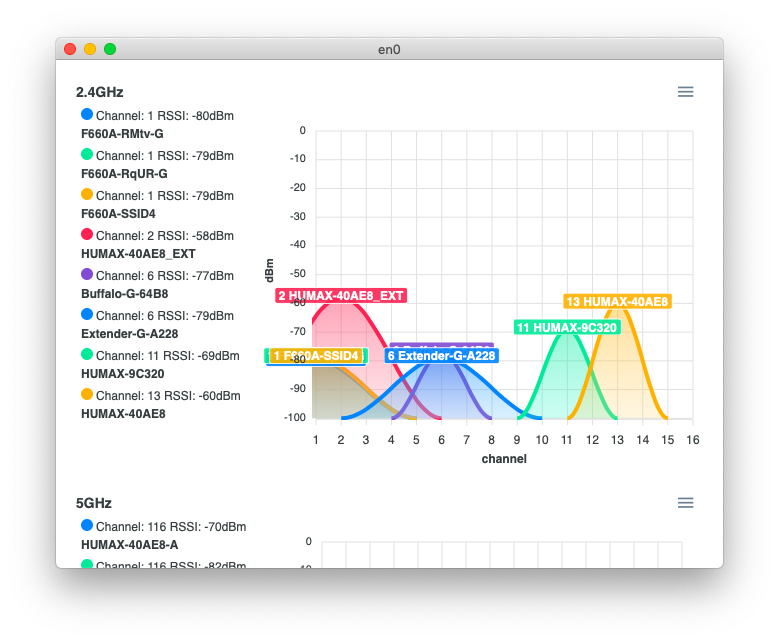 en0
2.4GHz
Channel: 1 RSSI: -80dBm
F660A-RMtv-G
Channel: 1 RSSI: -79dBm
F660A-RqUR-G
Channel: 1 RSSI: -79dBm
F660A-SSID4
Channel: 2 RSSI: -58dBm
HUMAX-40AE8_EXT
Channel: 6 RSSI: -77dBm
Buffalo-G-64B8
Channel: 6 RSSI: -79dBm
Extender-G-A228
Channel: 11 RSSI: -69dBm
HUMAX-9C320
Channel: 13 RSSI: -60dBm
HUMAX-40AE8
0
-10
-20
-30
-40
-50
-60
-70
-80
-90
-100
dBm
2 HUMAX-40AE8_EXT
13 HUMAX-40AE8
11 HUMAX-9C320
1 F660A-SSID4
6 Extender-G-A228
1 2 3 4 5 6 7 8 9 10 11 12 13 14 15 16
channel
5GHz
Channel: 116 RSSI: -70dBm
HUMAX-40AE8-A
Channel: 116 RSSI: -82dBm
0
-10